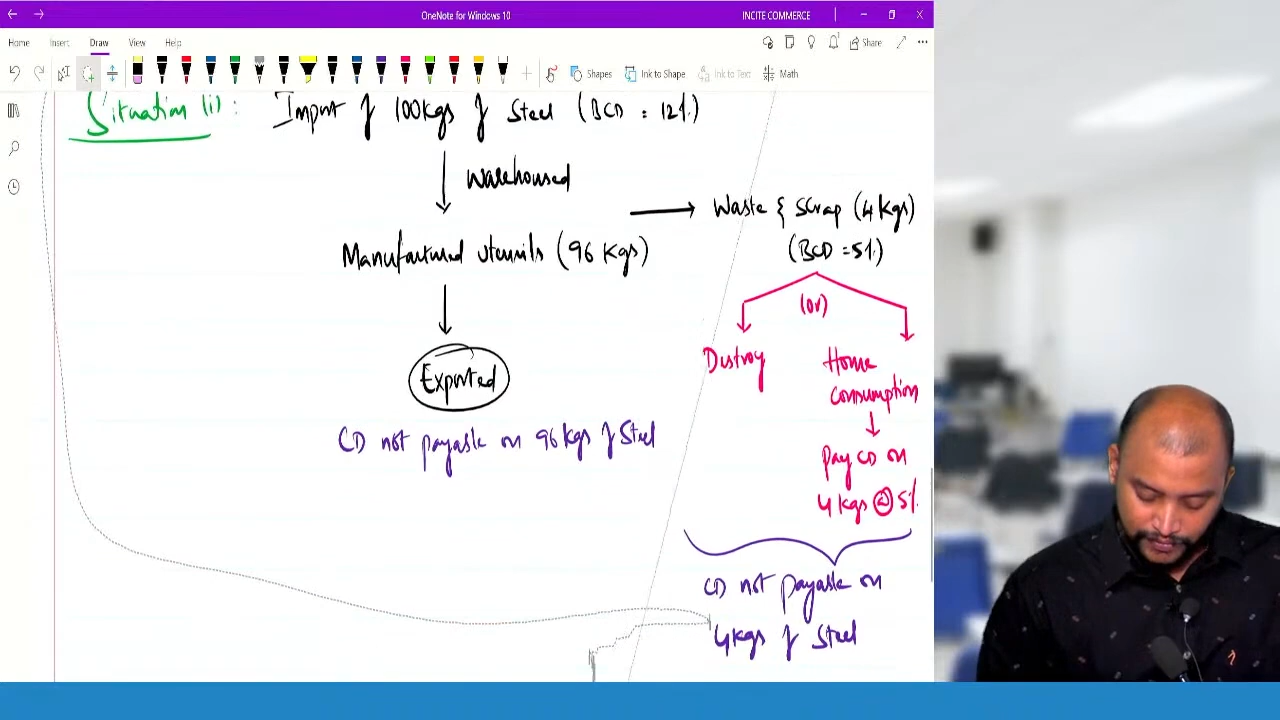 OneNote for Windows 10
INCITE COMMERCE
Home Insert Draw View Help
Share
Shapes
Ink to Shape
Ink to Text
Math
Situation (i) : Import of 100kgs of Steel (BCD = 12%)
Warehoused
Waste & Scrap (4 kgs)
(BCD = 5%)
Manufactured utensils (96 kgs)
(or)
Destroy
Home
consumption
Exported
CD not payable on 96 kgs of Steel
Pay CD on
4 kgs @ 5%
CD not payable on
4kgs of Steel